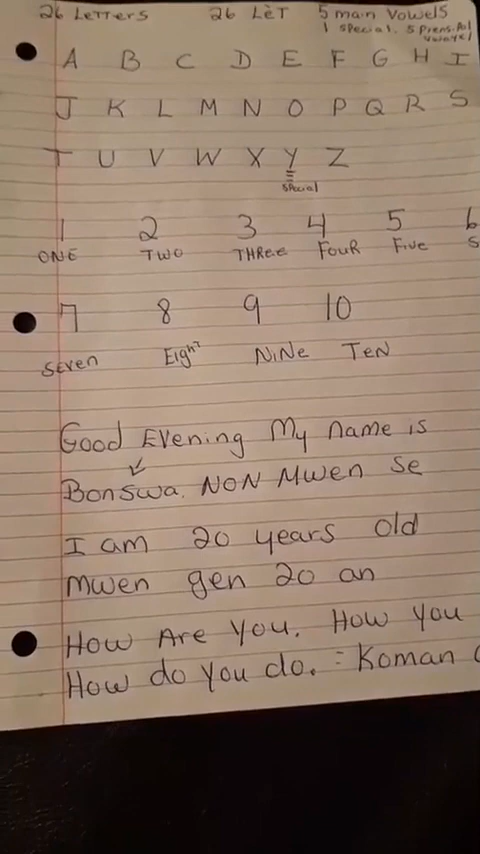 26 Letters 26 LèT 5 main Vowels
1 Special. 5 Prensipal
A B C D E F G H I
J K L M N O P Q R S
T U V W X Y Z
Special
1 2 3 4 5 6
ONE TWO THRee FouR Five S
7 8 9 10
Seven Eight NiNe TeN
Good Evening My name is
BonSwa. NON Mwen Se
I am 20 years old
Mwen gen 20 an
How Are You. How you
How do you do. = Koman